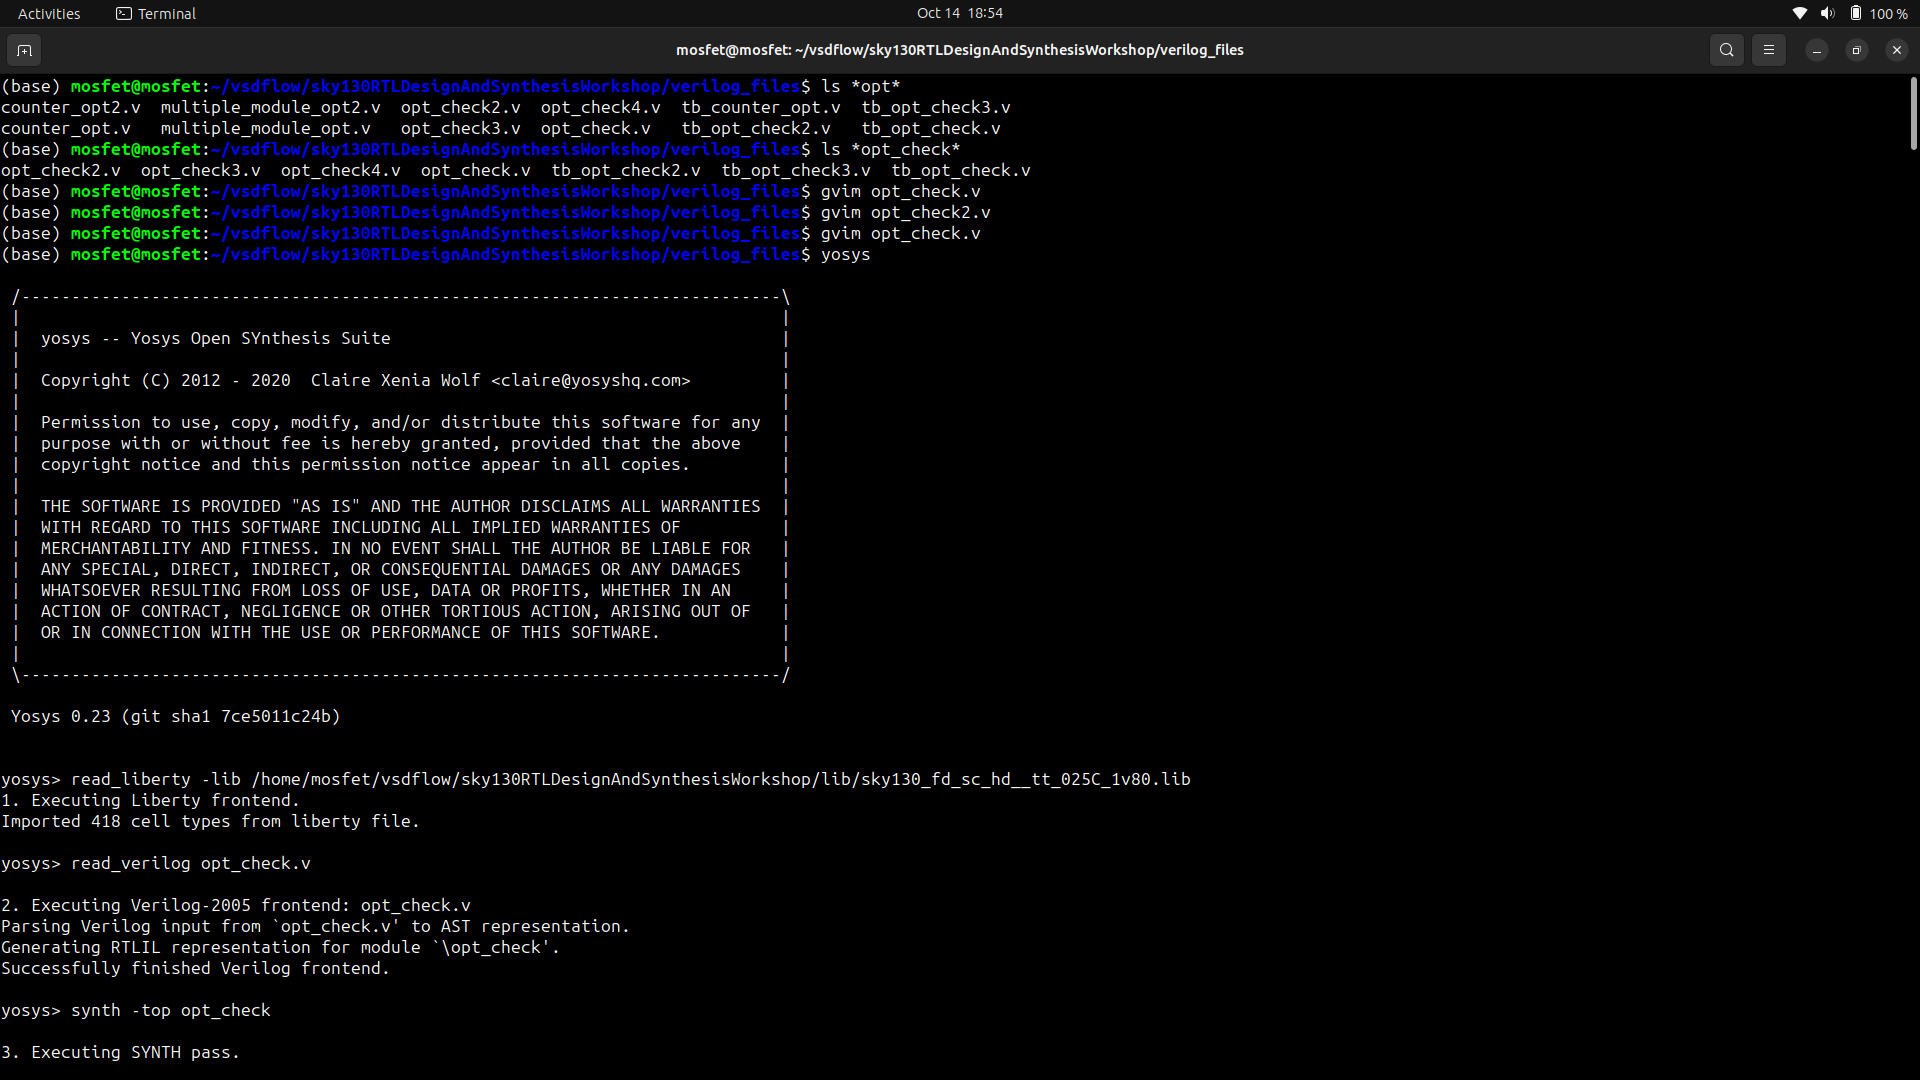 Activities Terminal Oct 14 18:54 100 %
mosfet@mosfet: ~/vsdflow/sky130RTLDesignAndSynthesisWorkshop/verilog_files
(base) mosfet@mosfet:~/vsdflow/sky130RTLDesignAndSynthesisWorkshop/verilog_files$ ls *opt*
counter_opt2.v  multiple_module_opt2.v  opt_check2.v  opt_check4.v  tb_counter_opt.v  tb_opt_check3.v
counter_opt.v   multiple_module_opt.v   opt_check3.v  opt_check.v   tb_opt_check2.v   tb_opt_check.v
(base) mosfet@mosfet:~/vsdflow/sky130RTLDesignAndSynthesisWorkshop/verilog_files$ ls *opt_check*
opt_check2.v  opt_check3.v  opt_check4.v  opt_check.v  tb_opt_check2.v  tb_opt_check3.v  tb_opt_check.v
(base) mosfet@mosfet:~/vsdflow/sky130RTLDesignAndSynthesisWorkshop/verilog_files$ gvim opt_check.v
(base) mosfet@mosfet:~/vsdflow/sky130RTLDesignAndSynthesisWorkshop/verilog_files$ gvim opt_check2.v
(base) mosfet@mosfet:~/vsdflow/sky130RTLDesignAndSynthesisWorkshop/verilog_files$ gvim opt_check.v
(base) mosfet@mosfet:~/vsdflow/sky130RTLDesignAndSynthesisWorkshop/verilog_files$ yosys
/----------------------------------------------------------------------------\
|                                                                            |
|  yosys -- Yosys Open SYnthesis Suite                                       |
|                                                                            |
|  Copyright (C) 2012 - 2020  Claire Xenia Wolf <claire@yosyshq.com>         |
|                                                                            |
|  Permission to use, copy, modify, and/or distribute this software for any  |
|  purpose with or without fee is hereby granted, provided that the above    |
|  copyright notice and this permission notice appear in all copies.         |
|                                                                            |
|  THE SOFTWARE IS PROVIDED "AS IS" AND THE AUTHOR DISCLAIMS ALL WARRANTIES  |
|  WITH REGARD TO THIS SOFTWARE INCLUDING ALL IMPLIED WARRANTIES OF          |
|  MERCHANTABILITY AND FITNESS. IN NO EVENT SHALL THE AUTHOR BE LIABLE FOR   |
|  ANY SPECIAL, DIRECT, INDIRECT, OR CONSEQUENTIAL DAMAGES OR ANY DAMAGES    |
|  WHATSOEVER RESULTING FROM LOSS OF USE, DATA OR PROFITS, WHETHER IN AN     |
|  ACTION OF CONTRACT, NEGLIGENCE OR OTHER TORTIOUS ACTION, ARISING OUT OF   |
|  OR IN CONNECTION WITH THE USE OR PERFORMANCE OF THIS SOFTWARE.            |
|                                                                            |
\----------------------------------------------------------------------------/
Yosys 0.23 (git sha1 7ce5011c24b)
yosys> read_liberty -lib /home/mosfet/vsdflow/sky130RTLDesignAndSynthesisWorkshop/lib/sky130_fd_sc_hd__tt_025C_1v80.lib
1. Executing Liberty frontend.
Imported 418 cell types from liberty file.
yosys> read_verilog opt_check.v
2. Executing Verilog-2005 frontend: opt_check.v
Parsing Verilog input from `opt_check.v' to AST representation.
Generating RTLIL representation for module `\opt_check'.
Successfully finished Verilog frontend.
yosys> synth -top opt_check
3. Executing SYNTH pass.